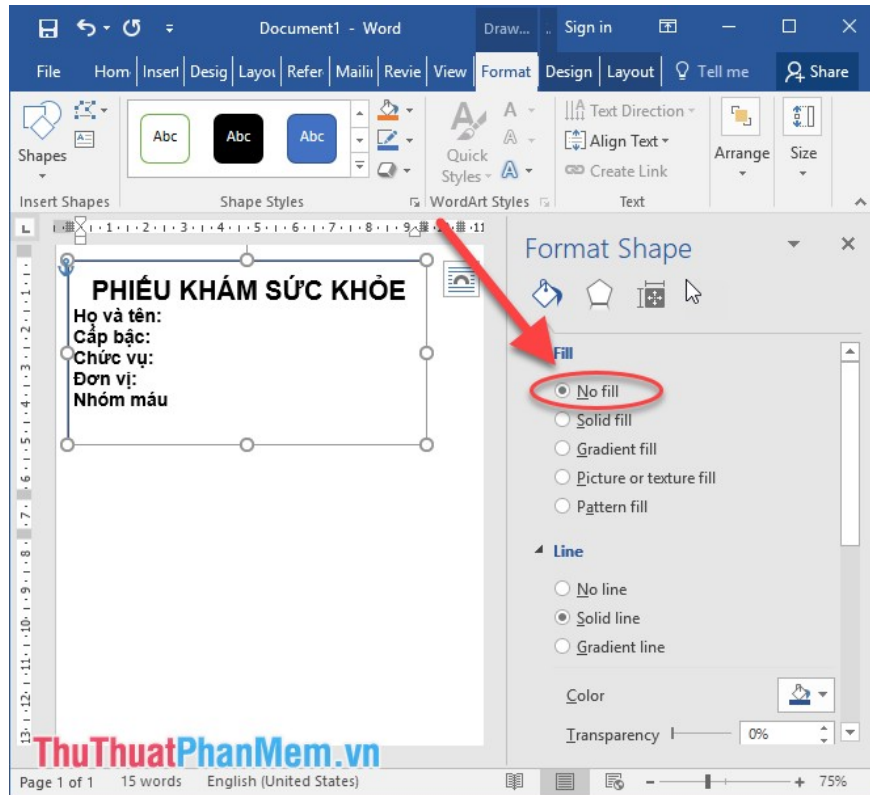 Document1 - Word
Draw...
Sign in
File
Hom
Insert
Desig
Layou
Refer
Mailii
Revie
View
Format
Design
Layout
Tell me
Share
Shapes
Abc
Abc
Abc
Quick
Styles
Text Direction
Align Text
Create Link
Arrange
Size
Insert Shapes
Shape Styles
WordArt Styles
Text
PHIẾU KHÁM SỨC KHỎE
Họ và tên:
Cấp bậc:
Chức vụ:
Đơn vị:
Nhóm máu
Format Shape
Fill
No fill
Solid fill
Gradient fill
Picture or texture fill
Pattern fill
Line
No line
Solid line
Gradient line
Color
Transparency
0%
ThuThuatPhanMem.vn
Page 1 of 1
15 words
English (United States)
75%